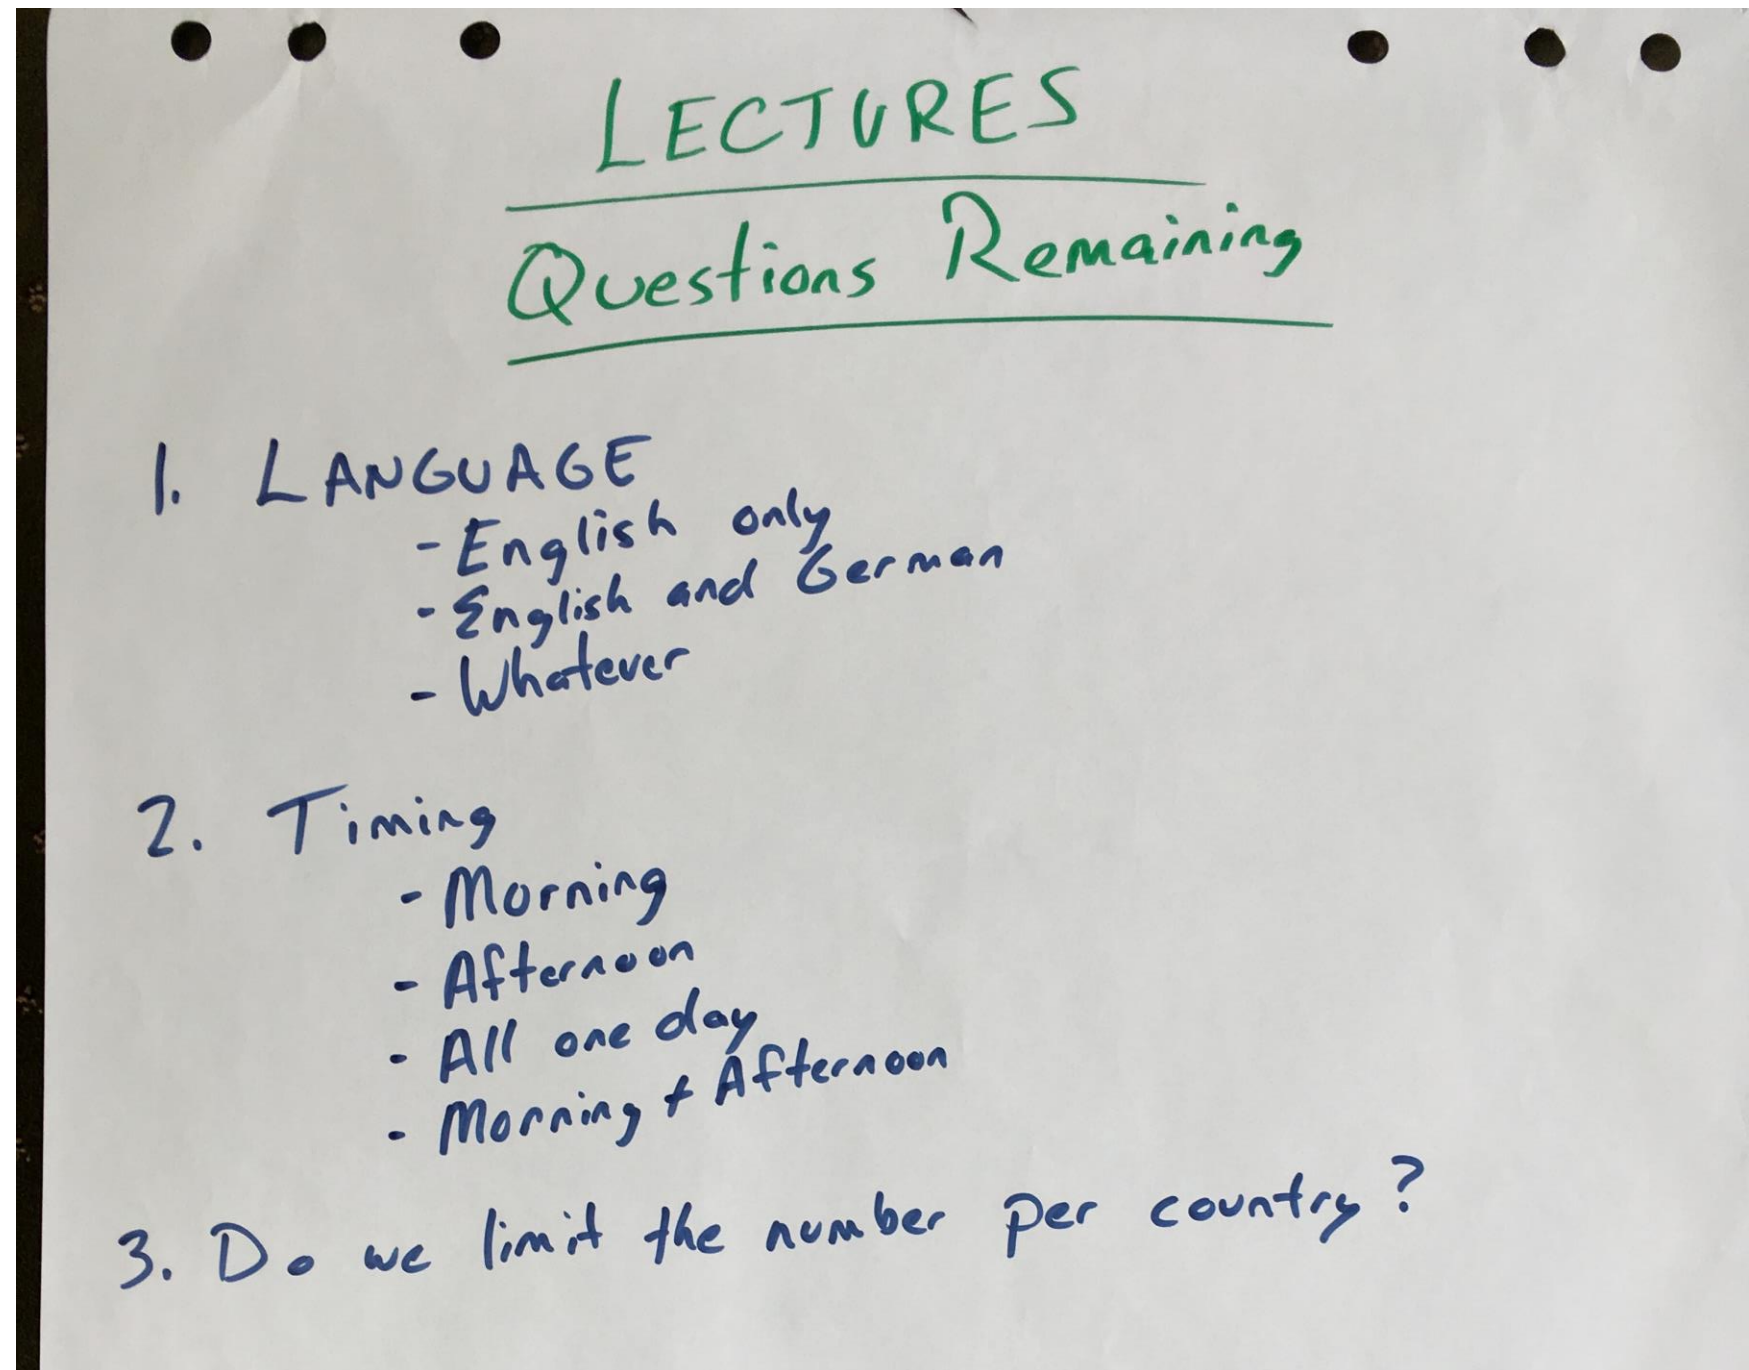 LECTURES
Questions Remaining
1. LANGUAGE
- English only
- English and German
- Whatever
2. Timing
- Morning
- Afternoon
- All one day
- Morning + Afternoon
3. Do we limit the number per country?